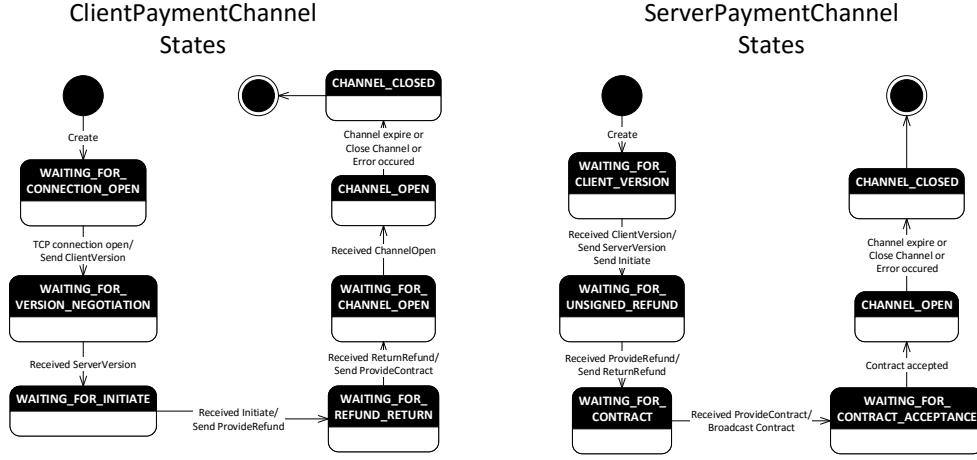 ClientPaymentChannel
States
Create
WAITING_FOR_
CONNECTION_OPEN
TCP connection open/
Send ClientVersion
WAITING_FOR_
VERSION_NEGOTIATION
Received ServerVersion
WAITING_FOR_INITIATE
Received Initiate/
Send ProvideRefund
WAITING_FOR_
REFUND_RETURN
Received ReturnRefund/
Send ProvideContract
WAITING_FOR_
CHANNEL_OPEN
Received ChannelOpen
CHANNEL_OPEN
Channel expire or
Close Channel or
Error occured
CHANNEL_CLOSED
ServerPaymentChannel
States
Create
WAITING_FOR_
CLIENT_VERSION
Received ClientVersion/
Send ServerVersion
Send Initiate
WAITING_FOR_
UNSIGNED_REFUND
Received ProvideRefund/
Send ReturnRefund
WAITING_FOR_
CONTRACT
Received ProvideContract/
Broadcast Contract
WAITING_FOR_
CONTRACT_ACCEPTANCE
Contract accepted
CHANNEL_OPEN
Channel expire or
Close Channel or
Error occured
CHANNEL_CLOSED